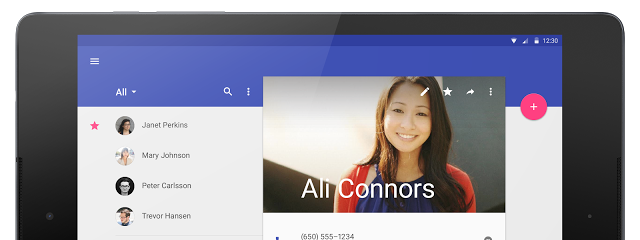 12:30
All
Janet Perkins
Mary Johnson
Peter Carlsson
Trevor Hansen
Ali Connors
(650) 555–1234